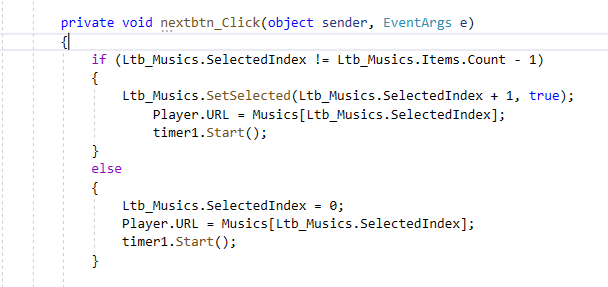 private void nextbtn_Click(object sender, EventArgs e)
{
if (Ltb_Musics.SelectedIndex != Ltb_Musics.Items.Count - 1)
{
Ltb_Musics.SetSelected(Ltb_Musics.SelectedIndex + 1, true);
Player.URL = Musics[Ltb_Musics.SelectedIndex];
timer1.Start();
}
else
{
Ltb_Musics.SelectedIndex = 0;
Player.URL = Musics[Ltb_Musics.SelectedIndex];
timer1.Start();
}